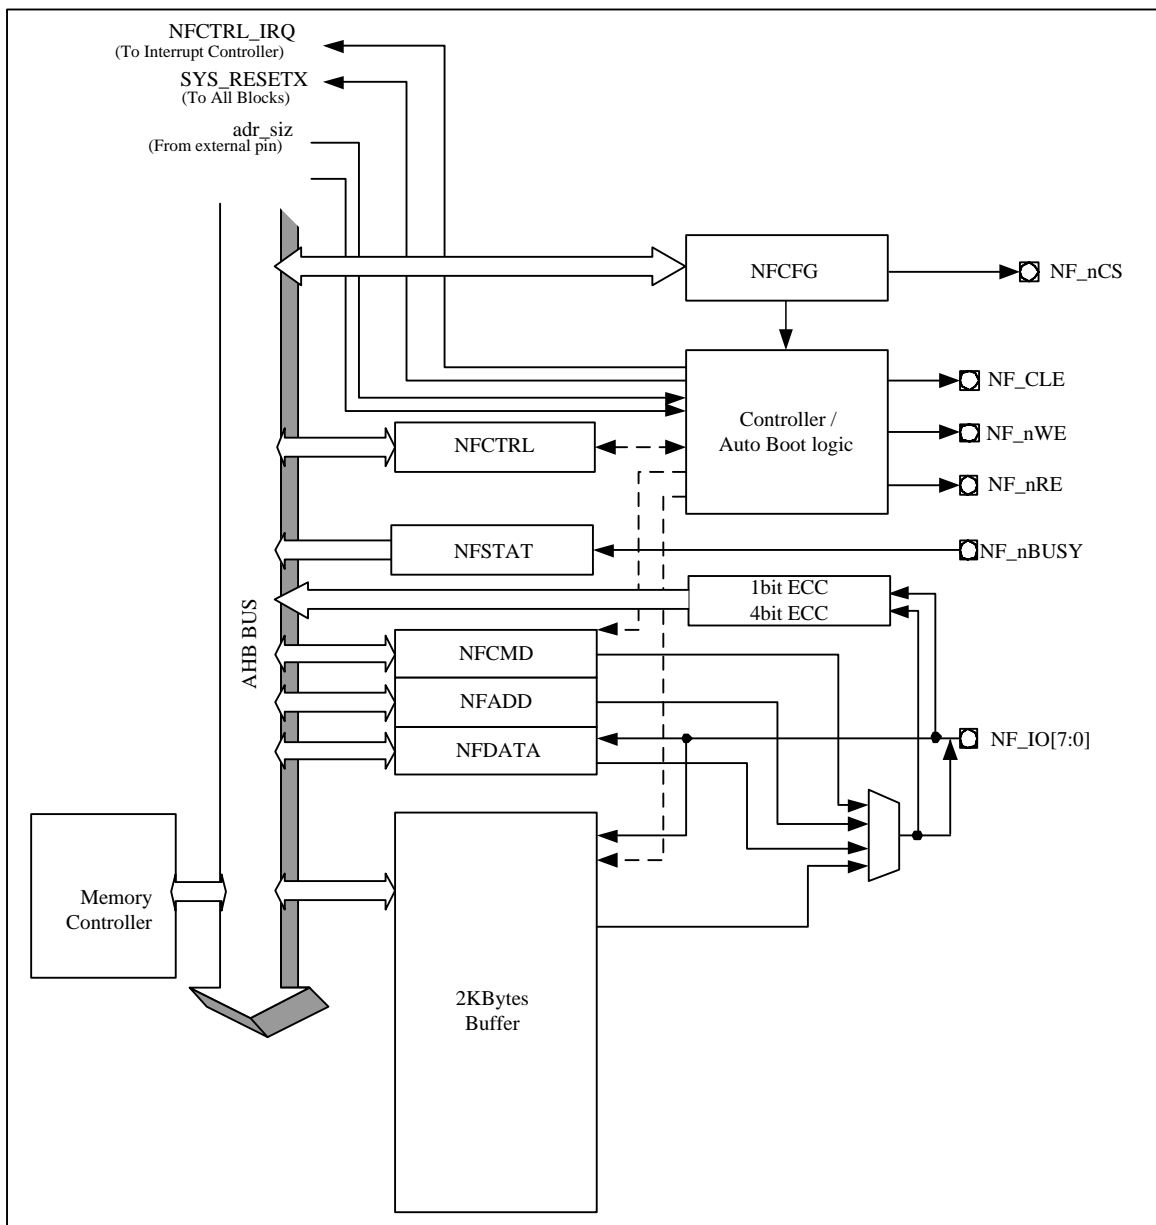 NFCTRL_IRQ
(To Interrupt Controller)
SYS_RESETX
(To All Blocks)
adr_siz
(From external pin)
NFCFG
NF_nCS
Controller /
Auto Boot logic
NF_CLE
NF_nWE
NF_nRE
NFCTRL
NFSTAT
NF_nBUSY
1bit ECC
4bit ECC
AHB BUS
NFCMD
NFADD
NFDATA
NF_IO[7:0]
Memory
Controller
2KBytes
Buffer